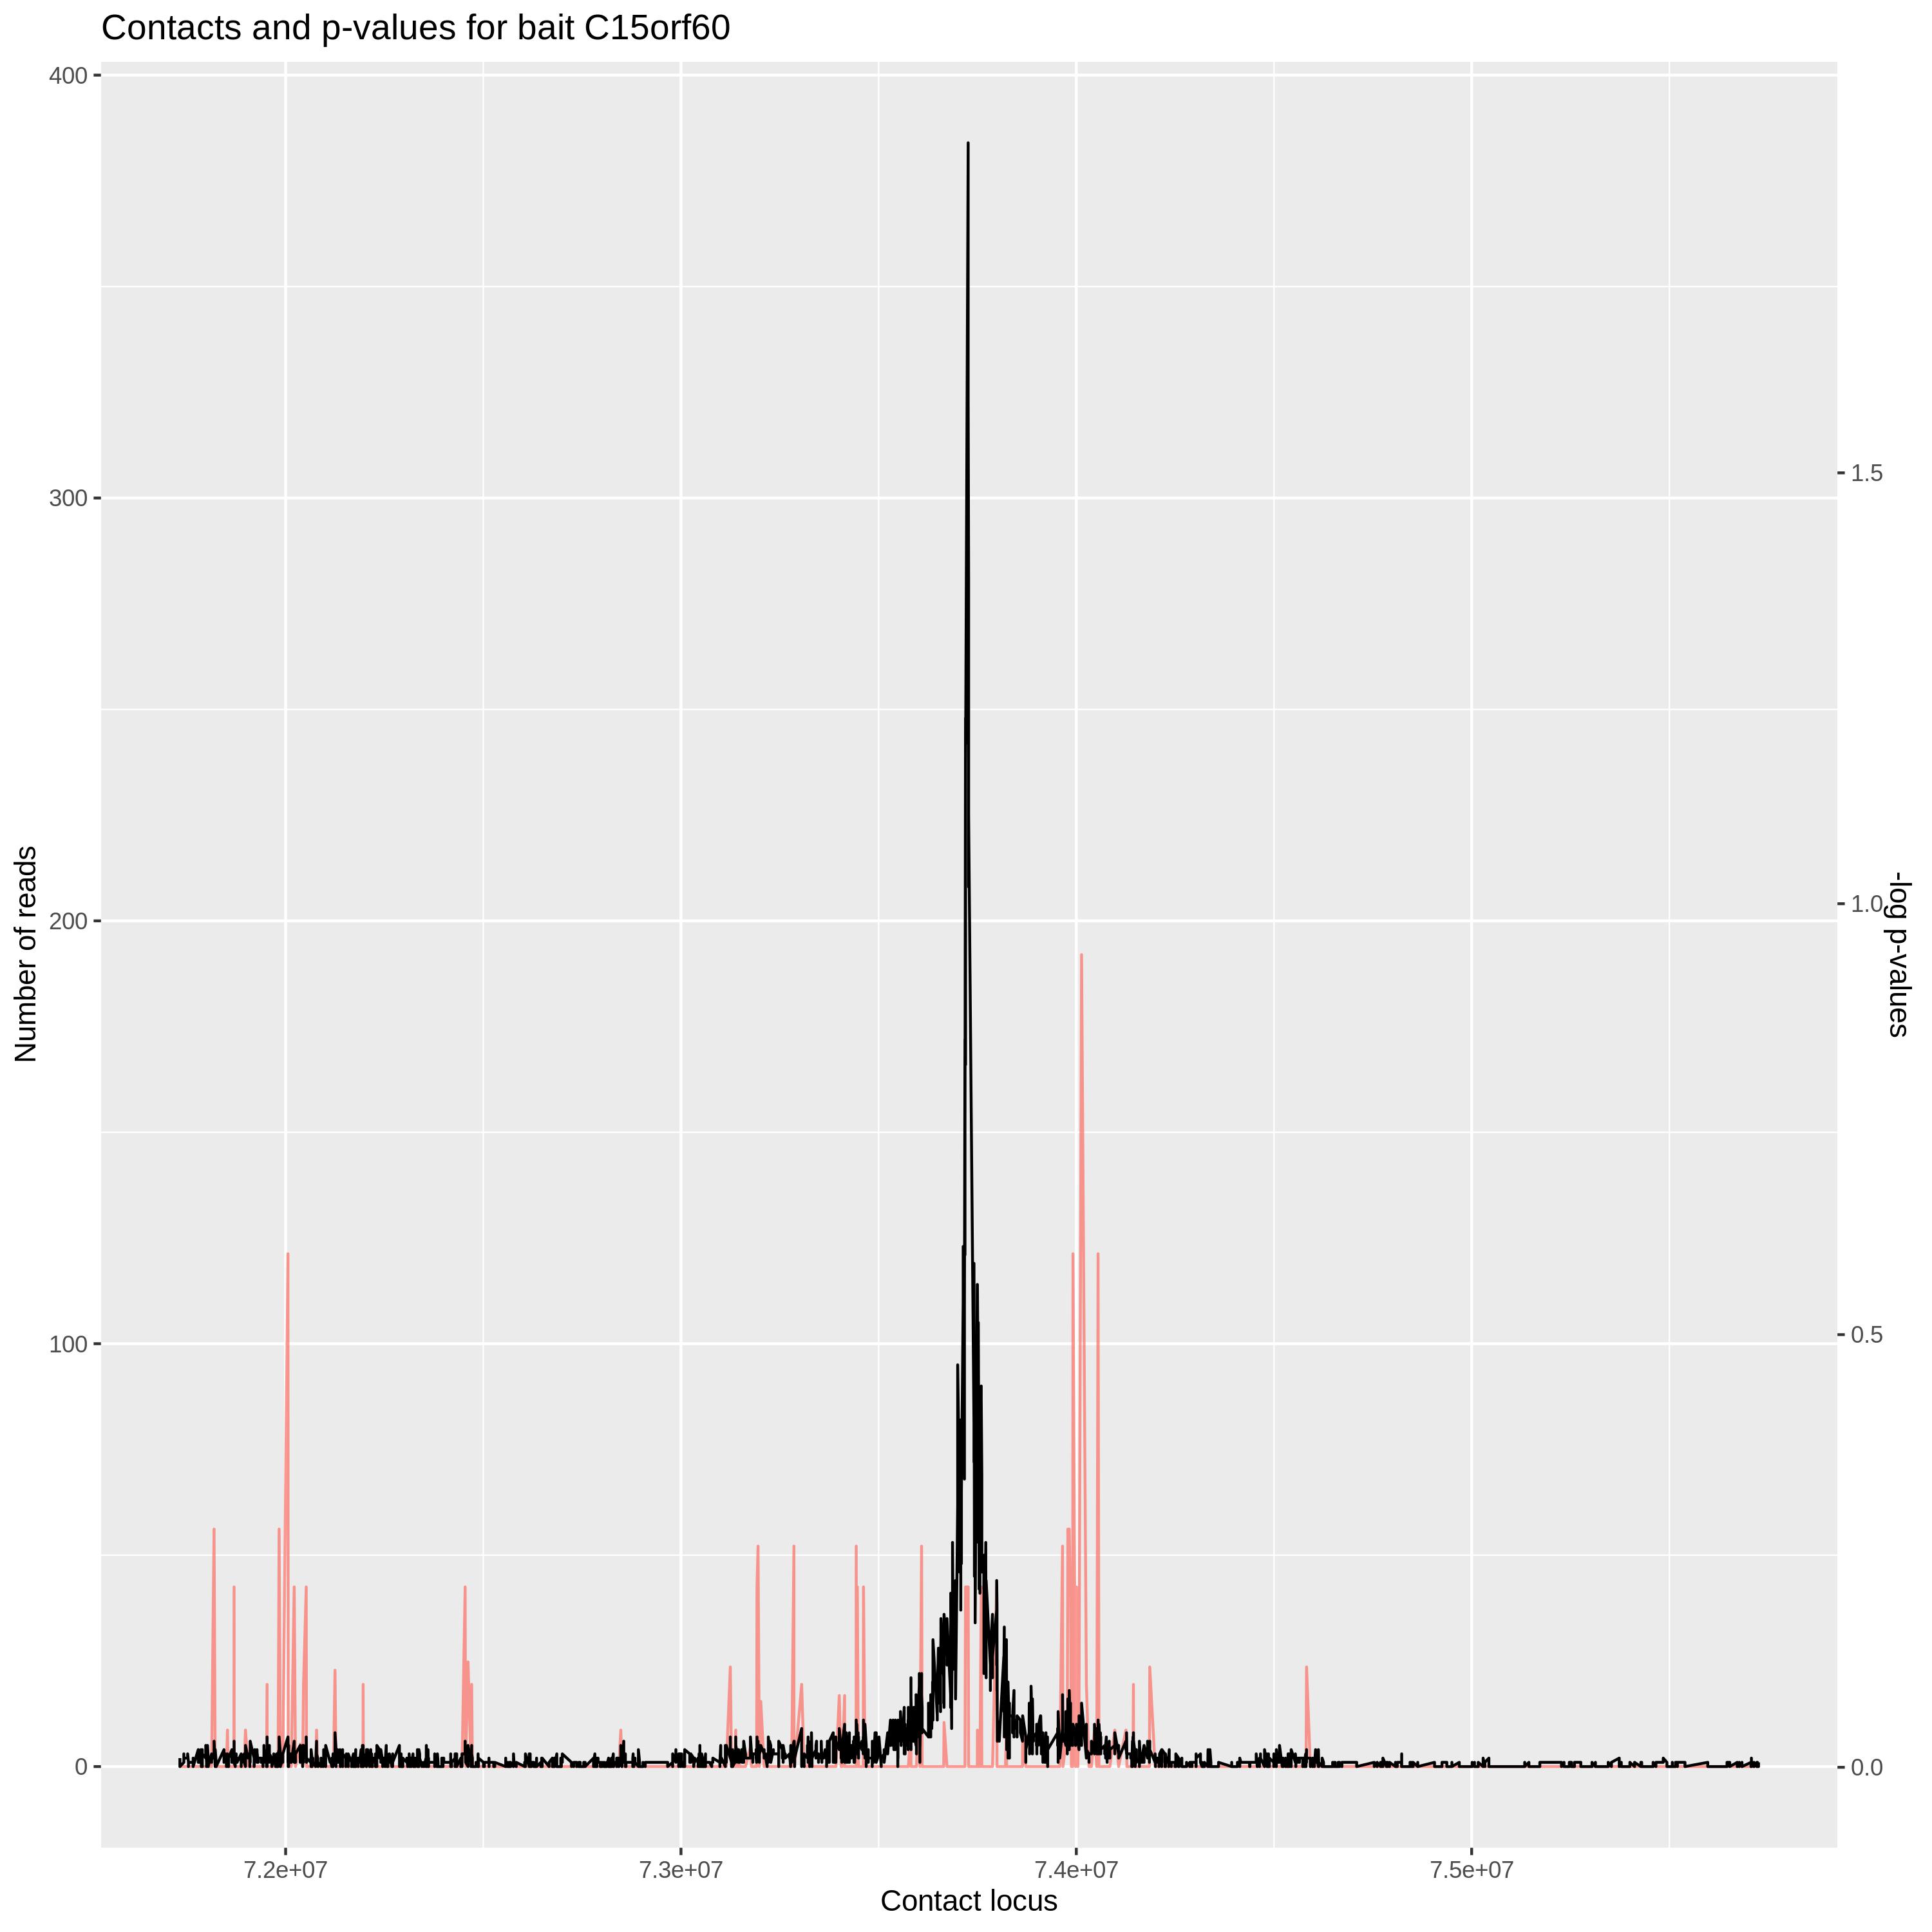 Contacts and p-values for bait C15orf60
400
300
200
100
0
Number of reads
1.5
1.0
0.5
0.0
-log p-values
7.2e+07
7.3e+07
7.4e+07
7.5e+07
Contact locus